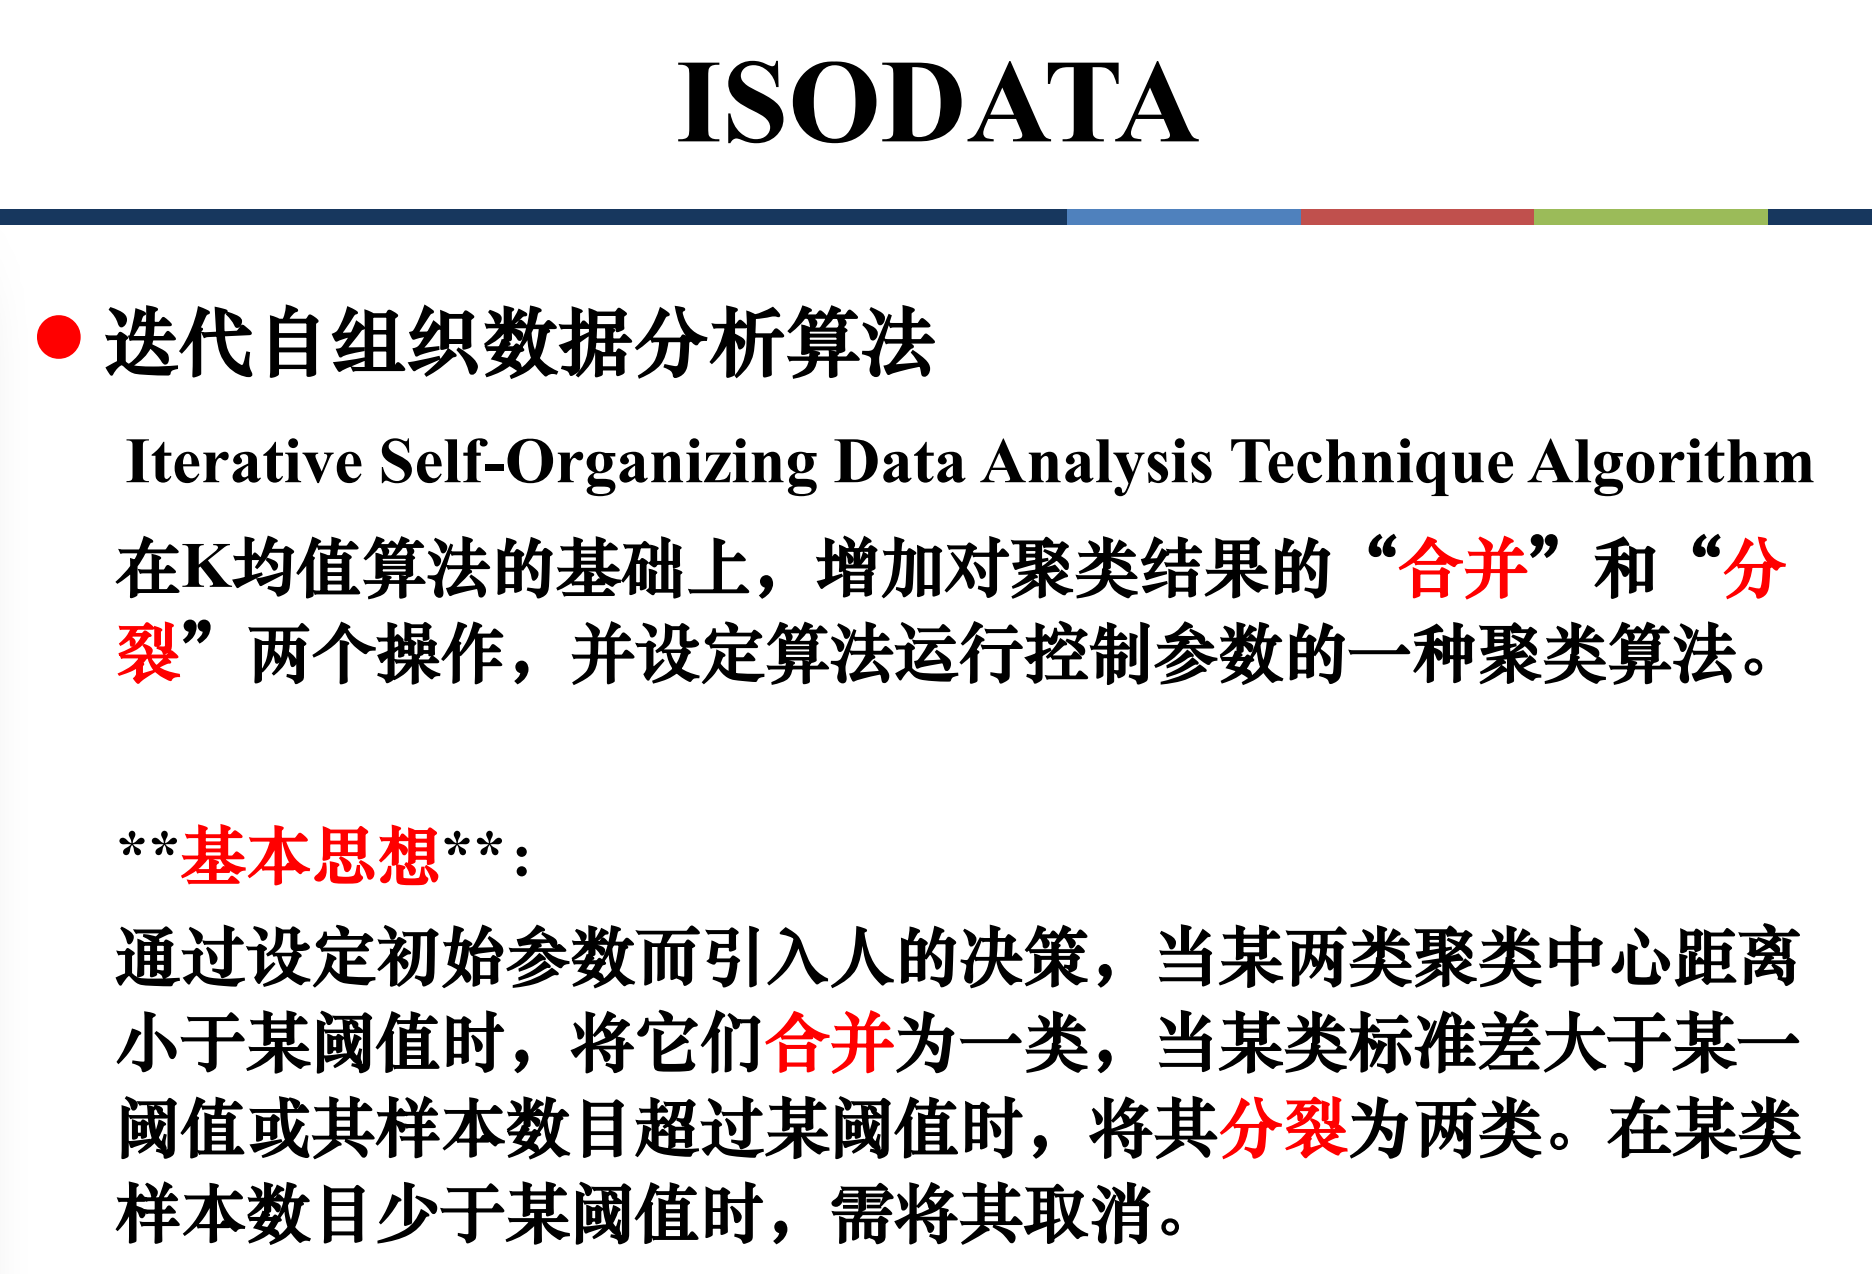 ISODATA
迭代自组织数据分析算法
Iterative Self-Organizing Data Analysis Technique Algorithm
在K均值算法的基础上，增加对聚类结果的“合并”和“分
裂”两个操作，并设定算法运行控制参数的一种聚类算法。
**基本思想**：
通过设定初始参数而引入人的决策，当某两类聚类中心距离
小于某阈值时，将它们合并为一类，当某类标准差大于某一
阈值或其样本数目超过某阈值时，将其分裂为两类。在某类
样本数目少于某阈值时，需将其取消。